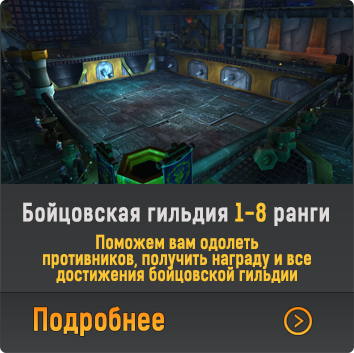 Бойцовская гильдия 1-8 ранги
Поможем вам одолеть
противников, получить награду и все
достижения бойцовской гильдии
Подробнее